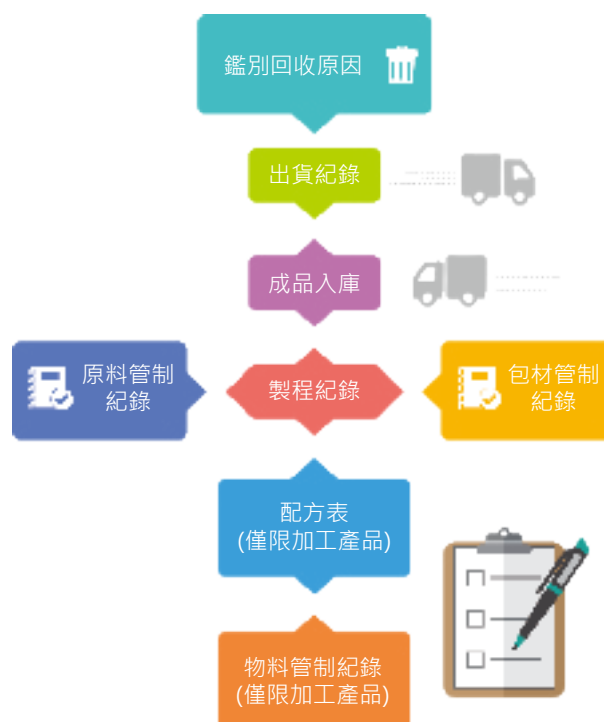 鑑別回收原因
出貨紀錄
成品入庫
原料管制
紀錄
製程紀錄
包材管制
紀錄
配方表
(僅限加工產品)
物料管制紀錄
(僅限加工產品)